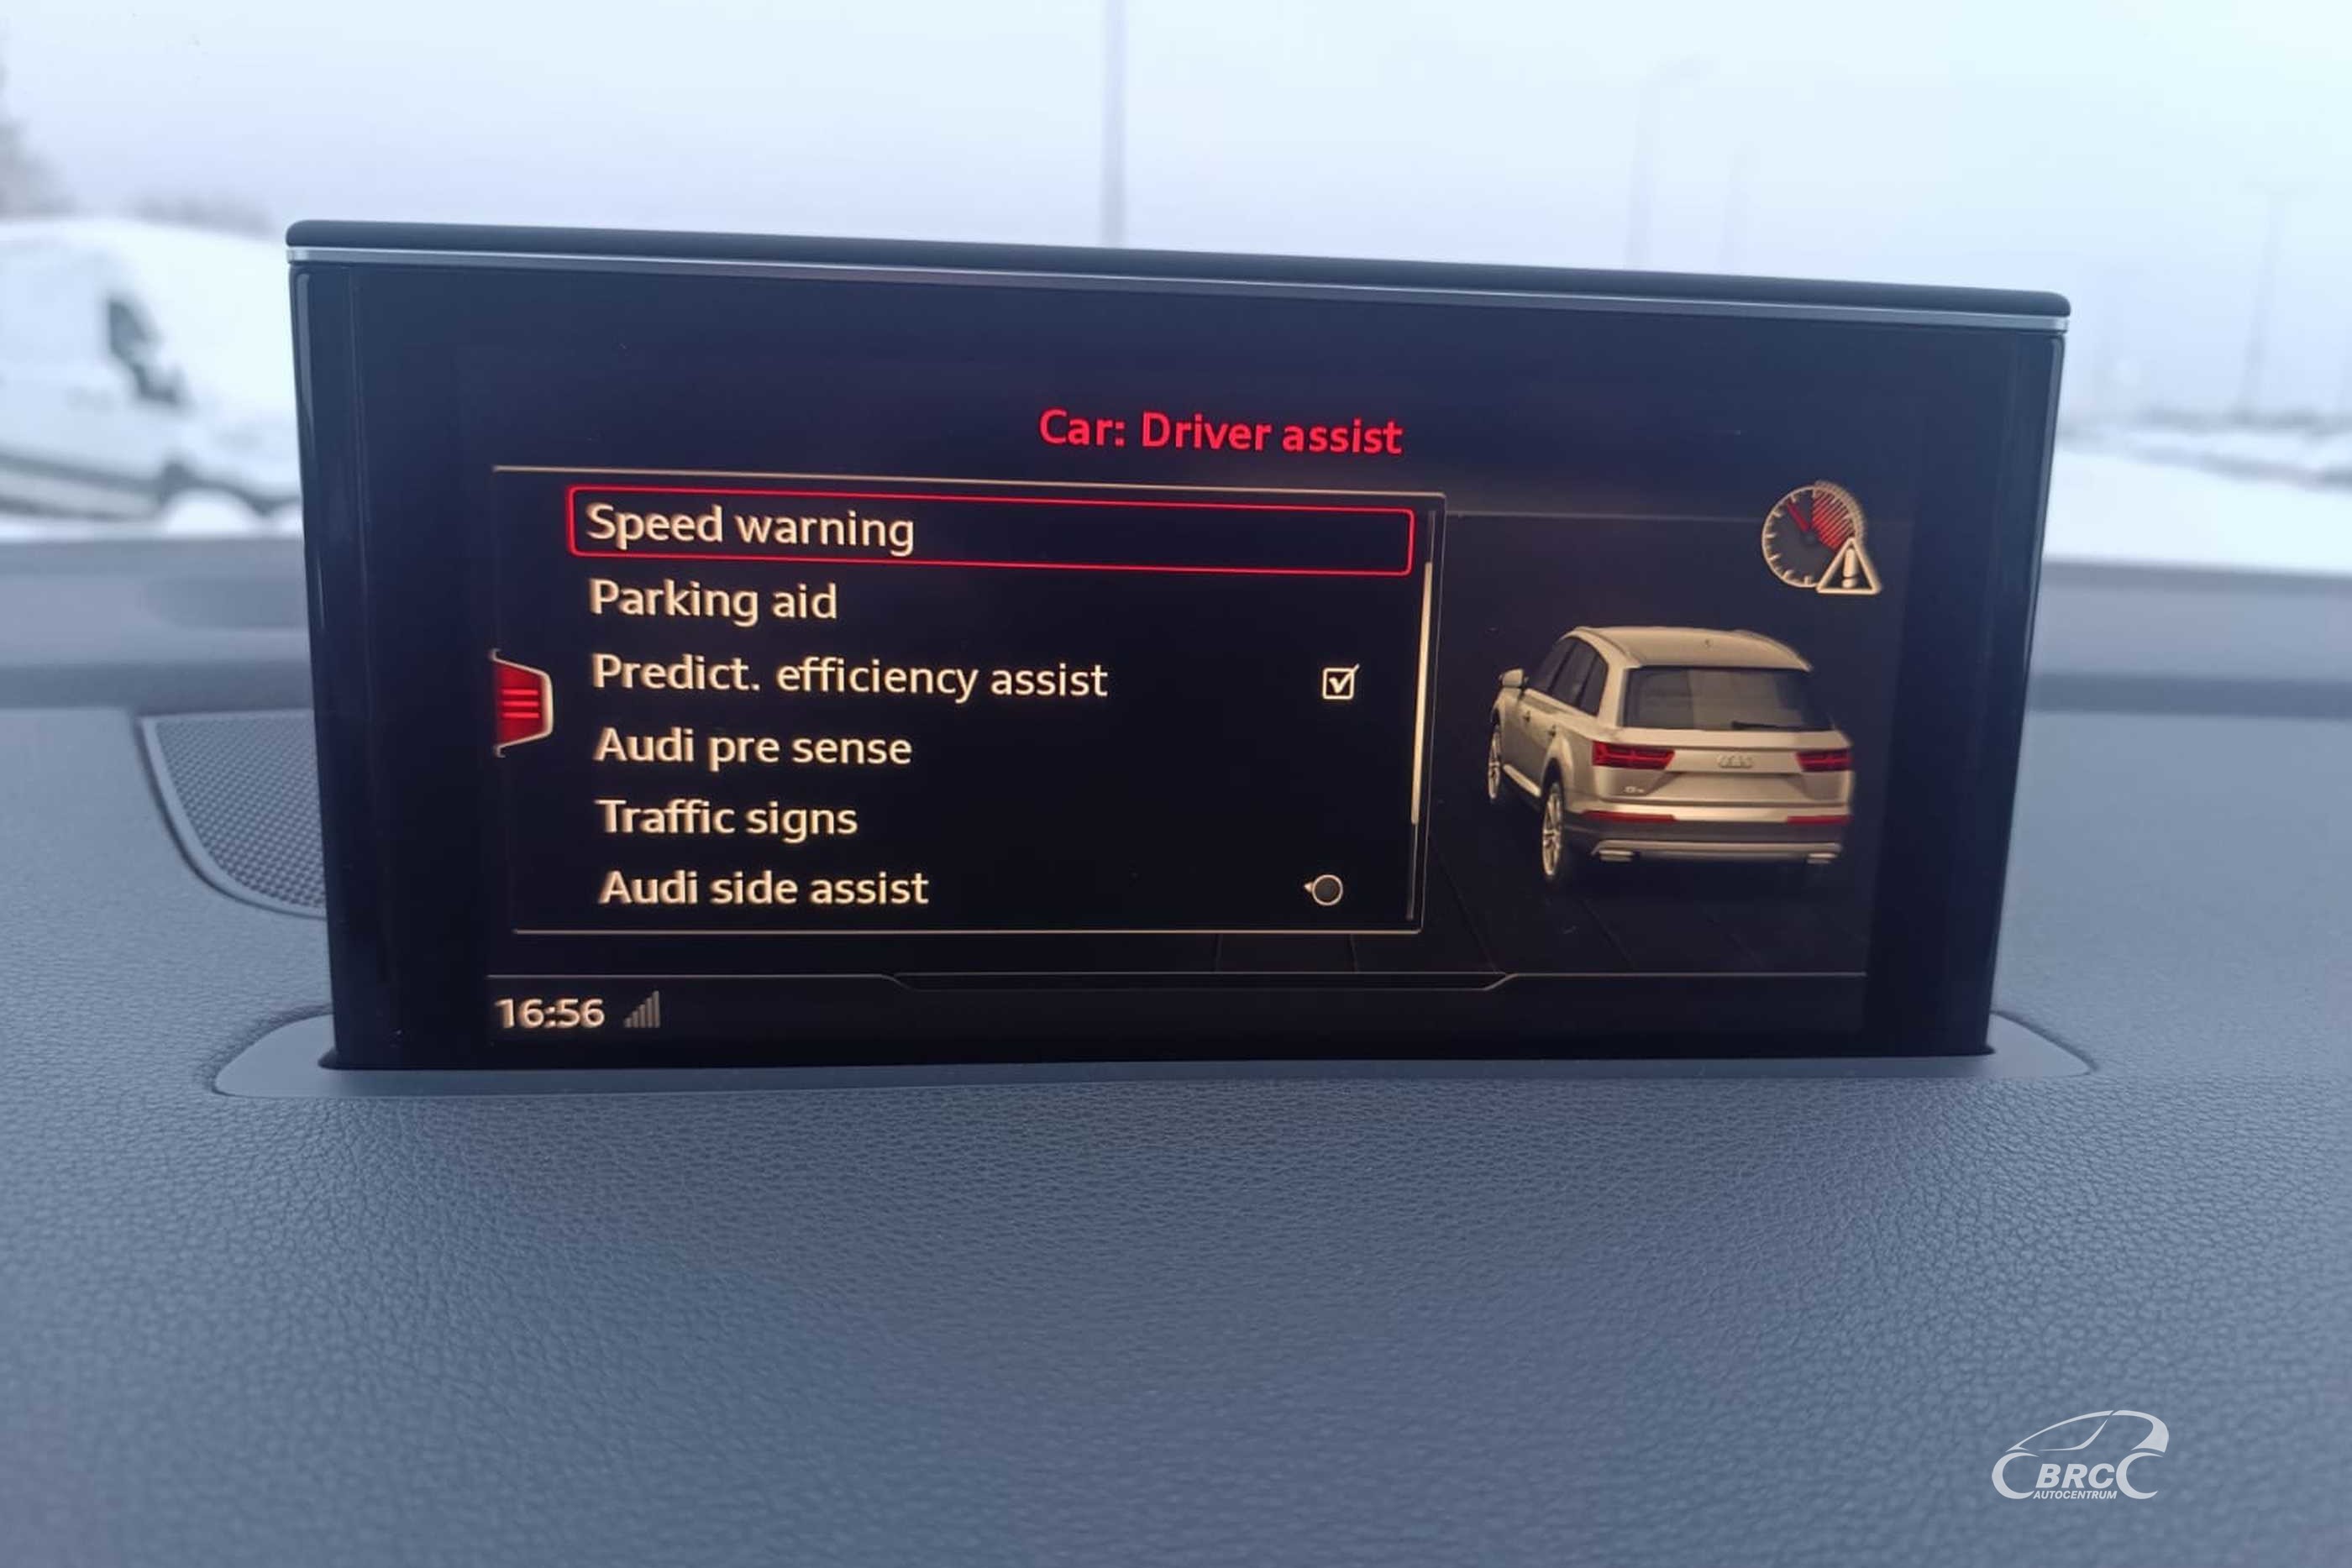 Car: Driver assist
Speed warning
Parking aid
Predict. efficiency assist
Audi pre sense
Traffic signs
Audi side assist
16:56
BRC
AUTOCENTRUM